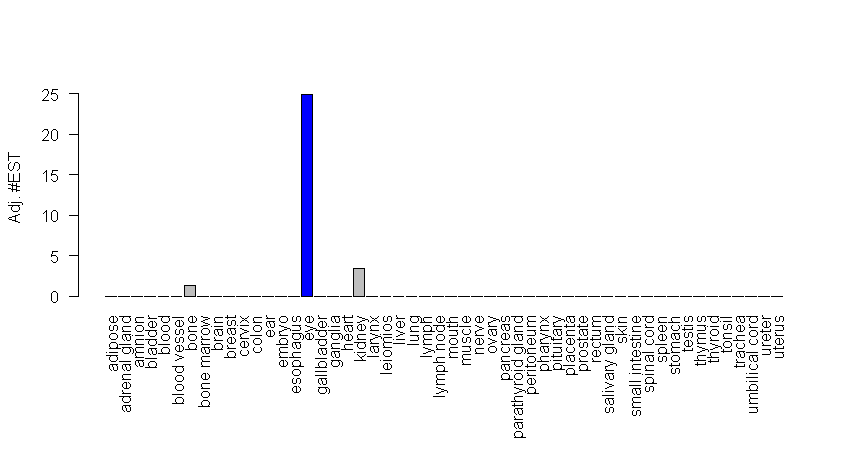 Adj. #EST
25
20
15
10
5
0
adipose
adrenal gland
amnion
bladder
blood
blood vessel
bone
bone marrow
brain
breast
cervix
colon
ear
embryo
esophagus
eye
gallbladder
ganglia
heart
kidney
larynx
leiomios
liver
lung
lymph
lymph node
mouth
muscle
nerve
ovary
pancreas
parathyroid gland
peritoneum
pharynx
pituitary
placenta
prostate
rectum
salivary gland
skin
small intestine
spinal cord
spleen
stomach
testis
thymus
thyroid
tonsil
trachea
umbilical cord
ureter
uterus